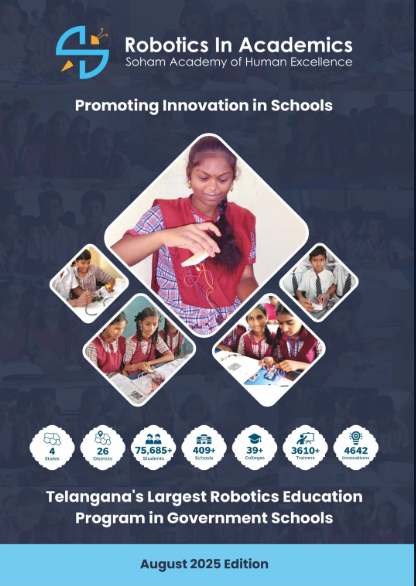 Robotics In Academics
Soham Academy of Human Excellence
Promoting Innovation in Schools
4
States
26
Districts
75,685+
Students
409+
Schools
39+
Colleges
3610+
Trainers
4642
Innovations
Telangana's Largest Robotics Education
Program in Government Schools
August 2025 Edition